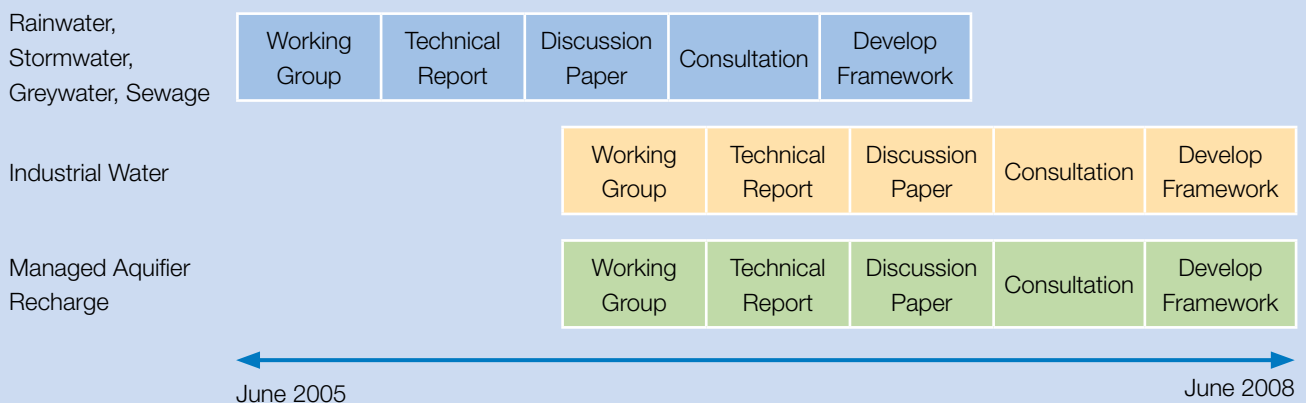 Rainwater,
Stormwater,
Greywater, Sewage
Working
Group
Technical
Report
Discussion
Paper
Consultation
Develop
Framework
Industrial Water
Working
Group
Technical
Report
Discussion
Paper
Consultation
Develop
Framework
Managed Aquifier
Recharge
Working
Group
Technical
Report
Discussion
Paper
Consultation
Develop
Framework
June 2005
June 2008